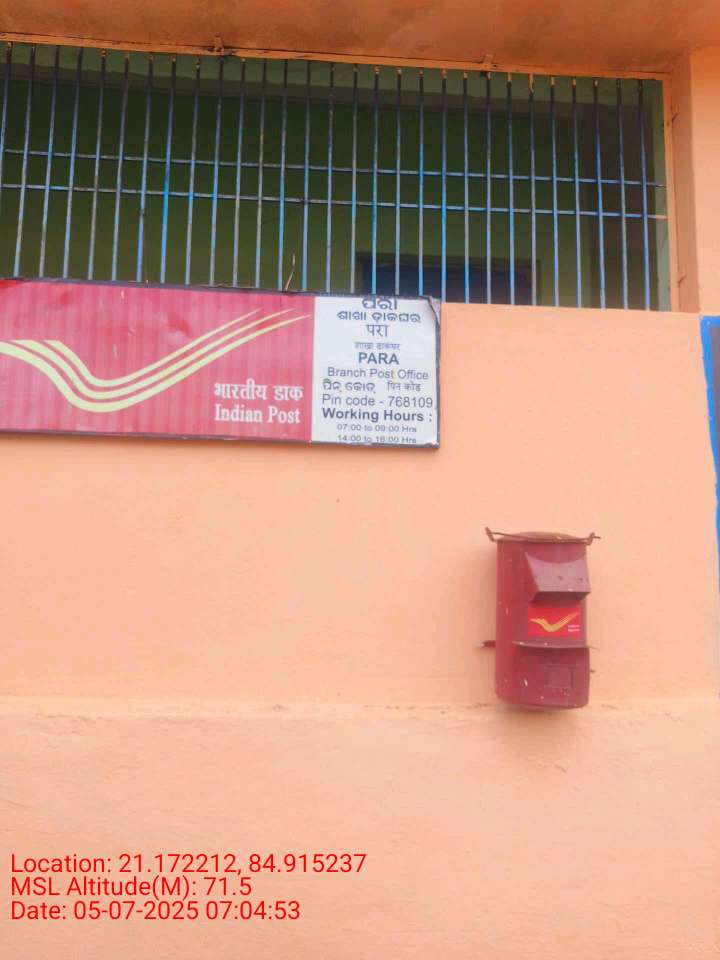 भारतीय डाक
Indian Post
ପରା
ଶାଖା ଡ଼ାକଘର
परा
शाखा डाकघर
PARA
Branch Post Office
ପିନ୍ କୋଡ୍ पिन कोड
Pin code - 768109
Working Hours :
07:00 to 09:00 Hrs
14:00 to 16:00 Hrs
Location: 21.172212, 84.915237
MSL Altitude(M): 71.5
Date: 05-07-2025 07:04:53